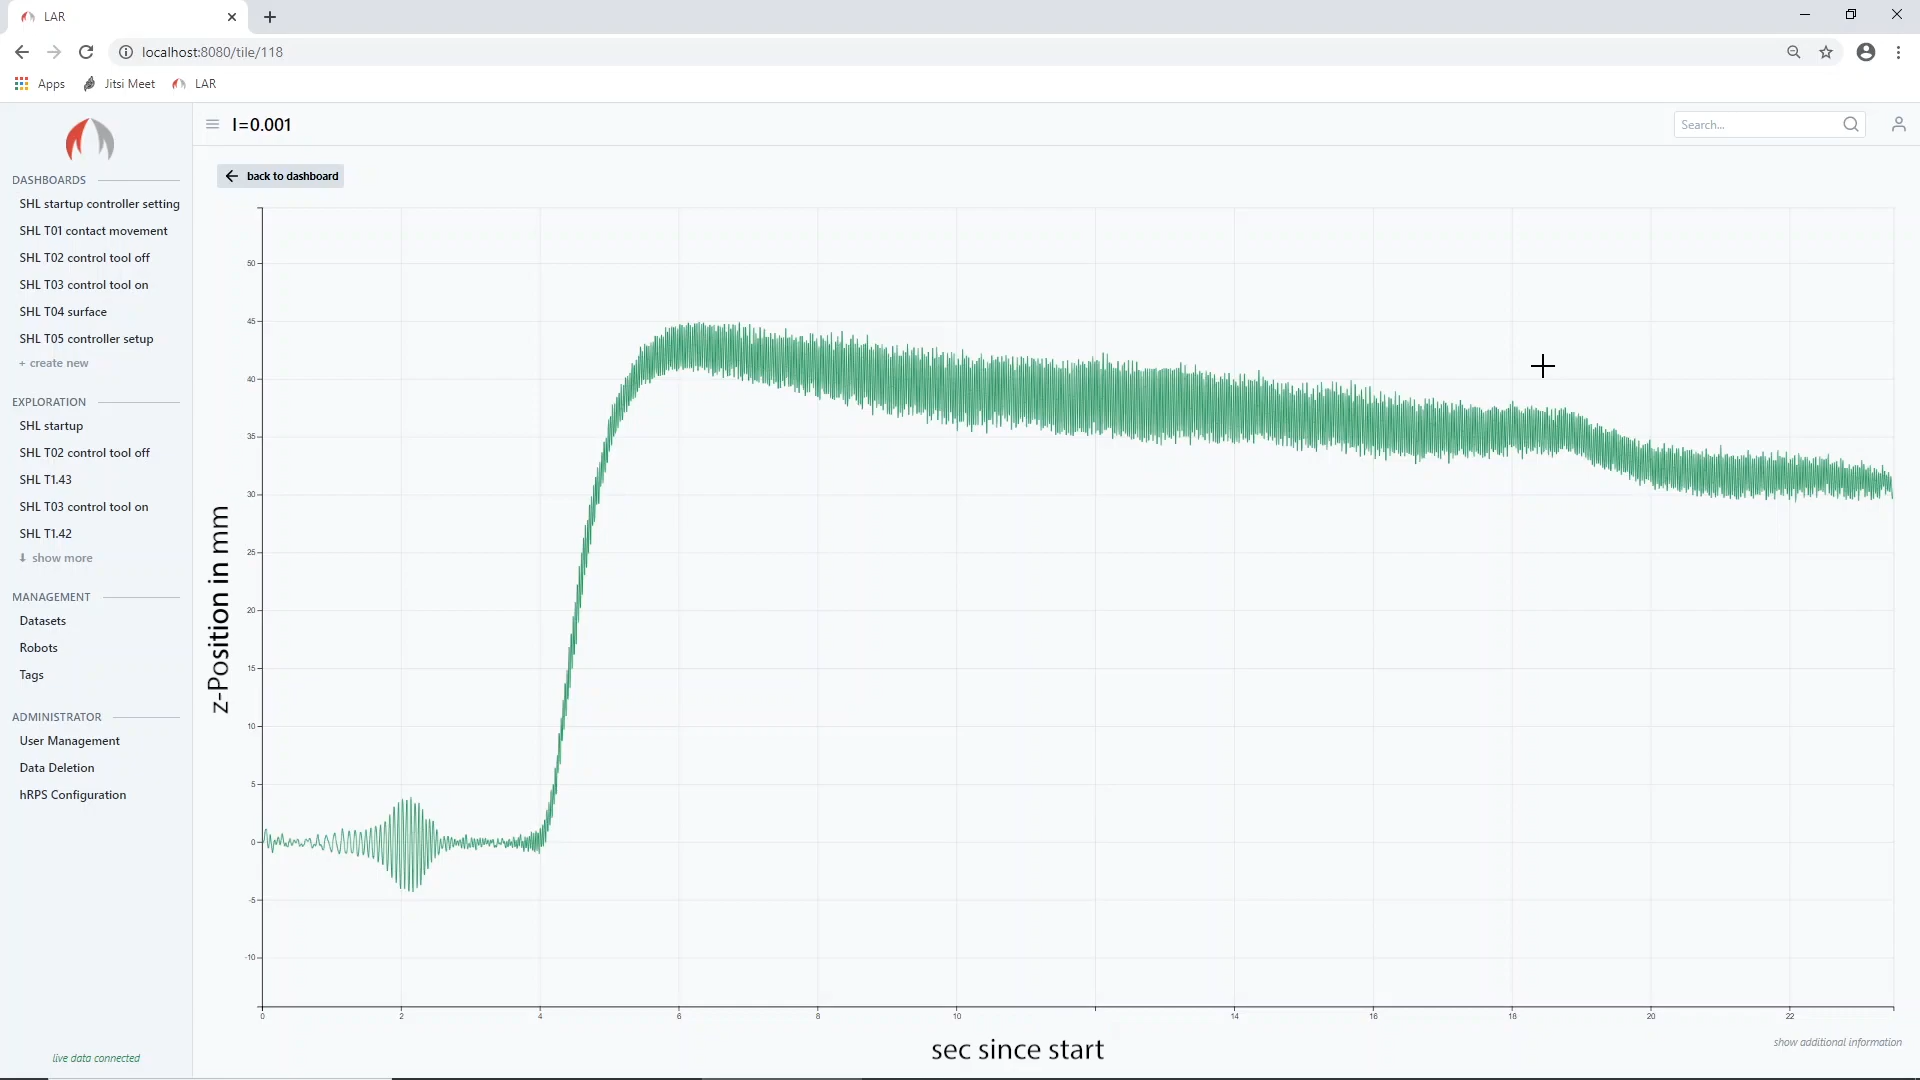 LAR
localhost:8080/tile/118
Apps Jitsi Meet LAR
I=0.001
Search...
back to dashboard
DASHBOARDS
SHL startup controller setting
SHL T01 contact movement
SHL T02 control tool off
SHL T03 control tool on
SHL T04 surface
SHL T05 controller setup
+ create new
EXPLORATION
SHL startup
SHL T02 control tool off
SHL T1.43
SHL T03 control tool on
SHL T1.42
show more
MANAGEMENT
Datasets
Robots
Tags
ADMINISTRATOR
User Management
Data Deletion
hRPS Configuration
live data connected
z-Position in mm
50
45
40
35
30
25
20
15
10
5
0
-5
-10
0 2 4 6 8 10 14 16 18 20 22
sec since start
show additional information